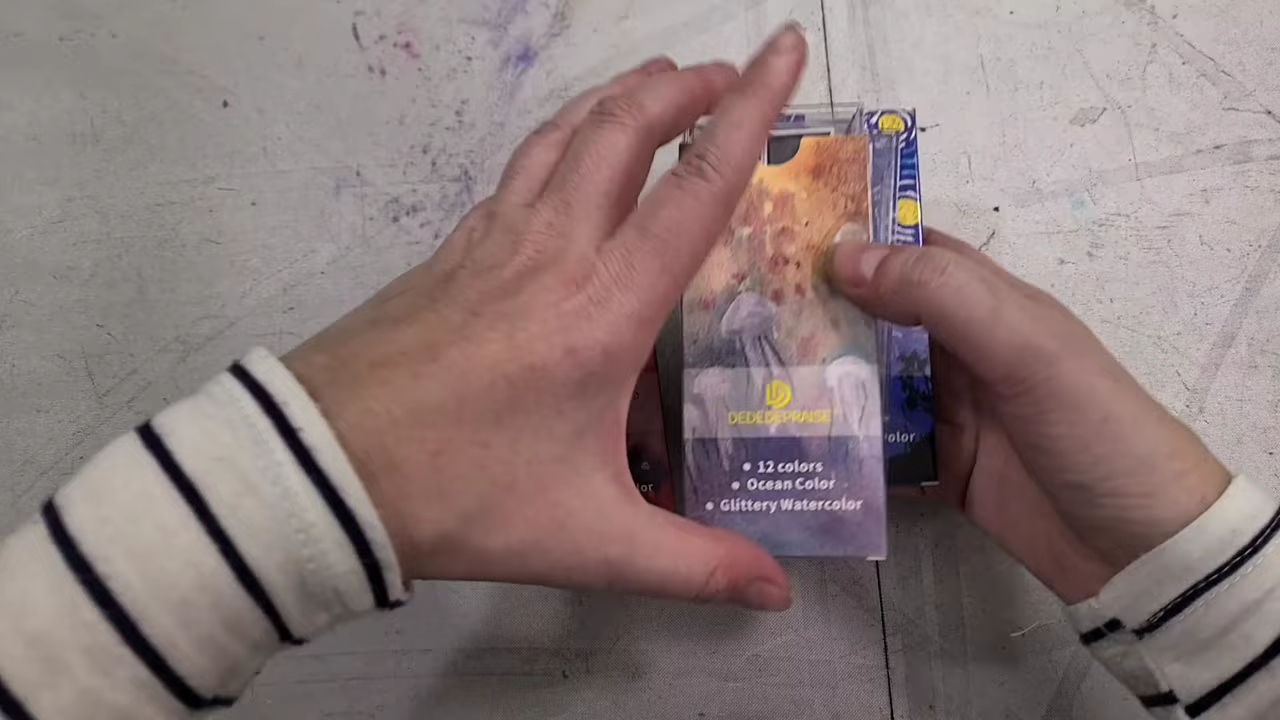 DEDEDEPRAISE
• 12 colors
• Ocean Color
• Glittery Watercolor